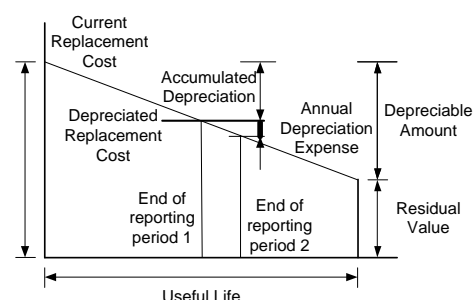 Current
Replacement
Cost
Accumulated
Depreciation
Depreciated
Replacement
Cost
Annual
Depreciation
Expense
Depreciable
Amount
End of
reporting
period 1
End of
reporting
period 2
Residual
Value
Useful Life